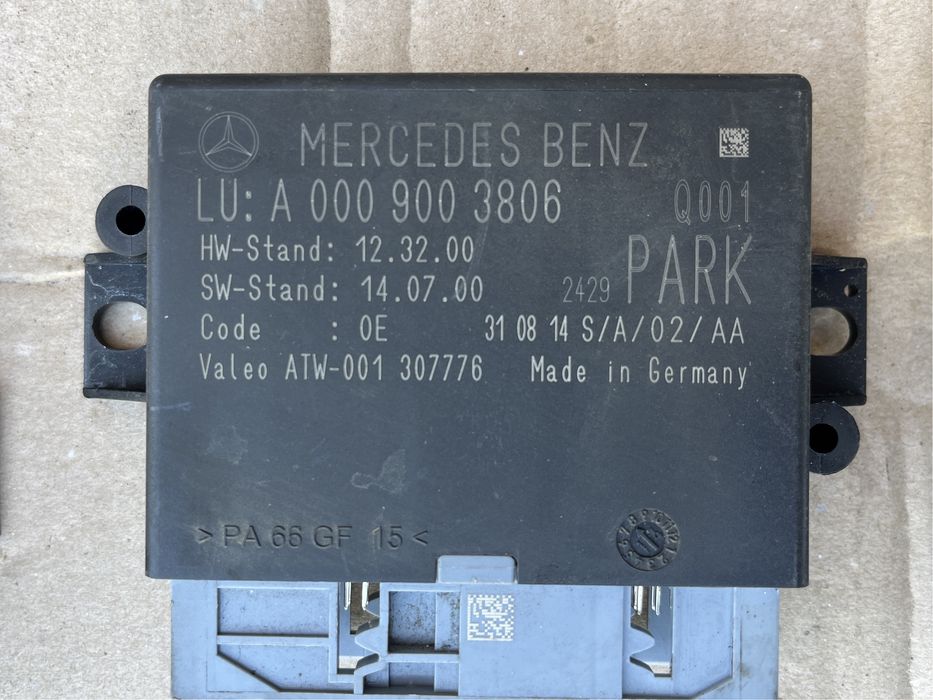 MERCEDES BENZ
LU: A 000 900 3806 Q001
HW-Stand: 12.32.00
SW-Stand: 14.07.00 2429 PARK
Code : 0E 31 08 14 S/A/02/AA
Valeo ATW-001 307776 Made in Germany
> PA 66 GF 15 <